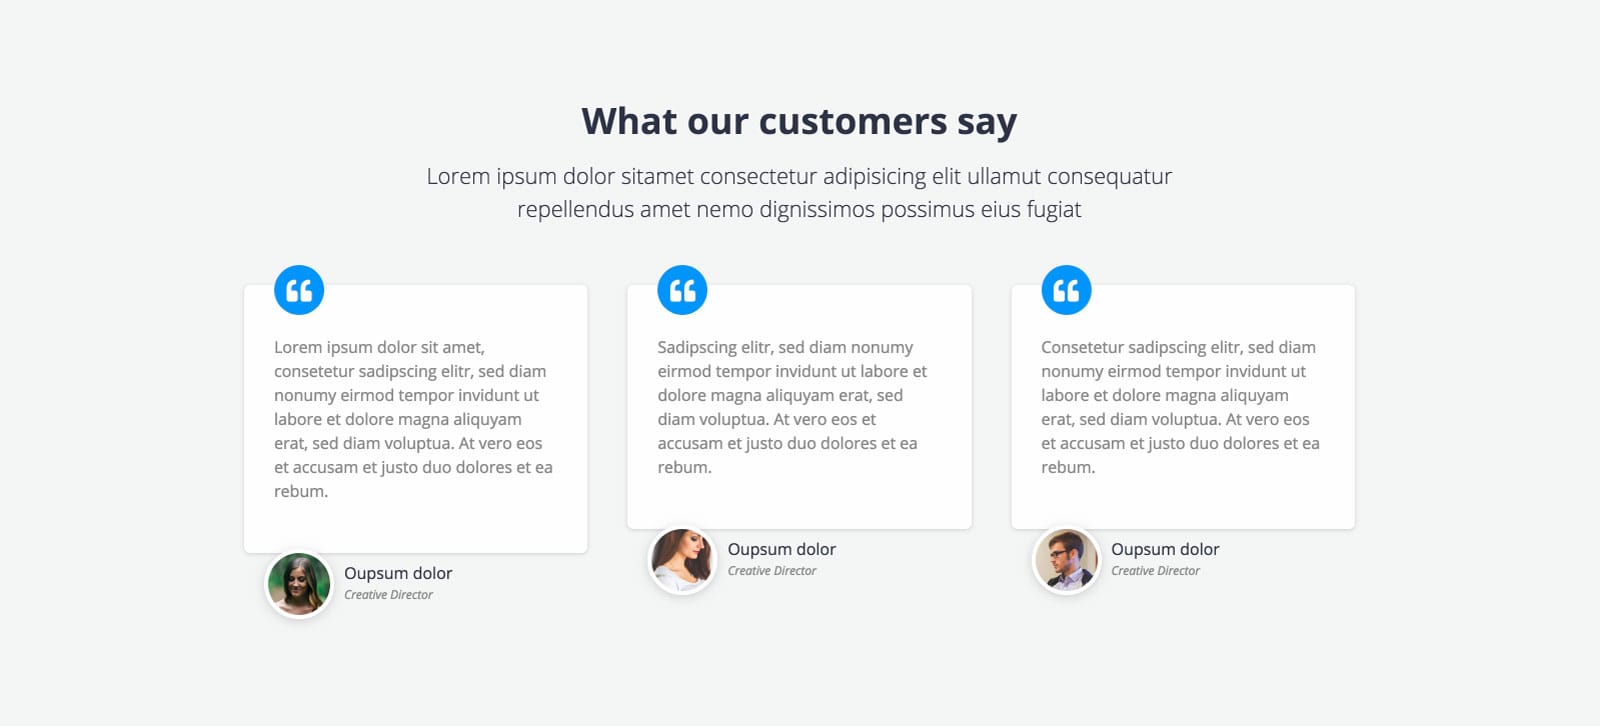 What our customers say
Lorem ipsum dolor sitamet consectetur adipisicing elit ullamut consequatur
repellendus amet nemo dignissimos possimus eius fugiat
Lorem ipsum dolor sit amet,
consetetur sadipscing elitr, sed diam
nonumy eirmod tempor invidunt ut
labore et dolore magna aliquyam
erat, sed diam voluptua. At vero eos
et accusam et justo duo dolores et ea
rebum.
Oupsum dolor
Creative Director
Sadipscing elitr, sed diam nonumy
eirmod tempor invidunt ut labore et
dolore magna aliquyam erat, sed
diam voluptua. At vero eos et
accusam et justo duo dolores et ea
rebum.
Oupsum dolor
Creative Director
Consetetur sadipscing elitr, sed diam
nonumy eirmod tempor invidunt ut
labore et dolore magna aliquyam
erat, sed diam voluptua. At vero eos
et accusam et justo duo dolores et ea
rebum.
Oupsum dolor
Creative Director